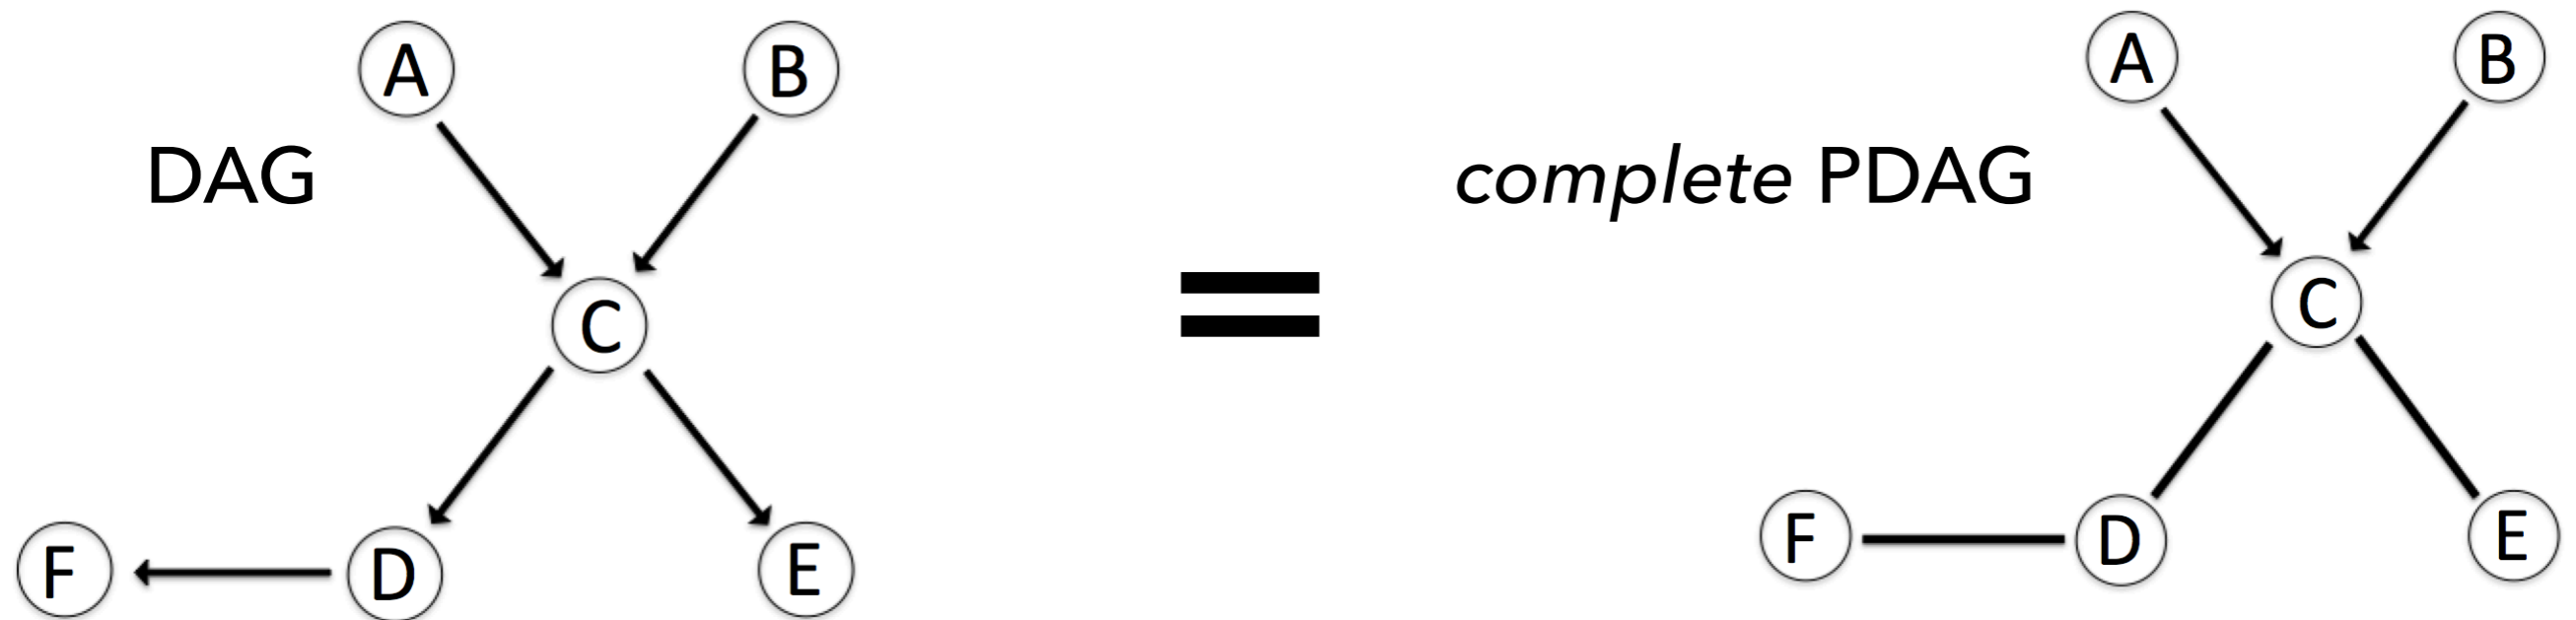 A B
DAG
C
F D E
=
A B
complete PDAG
C
F D E